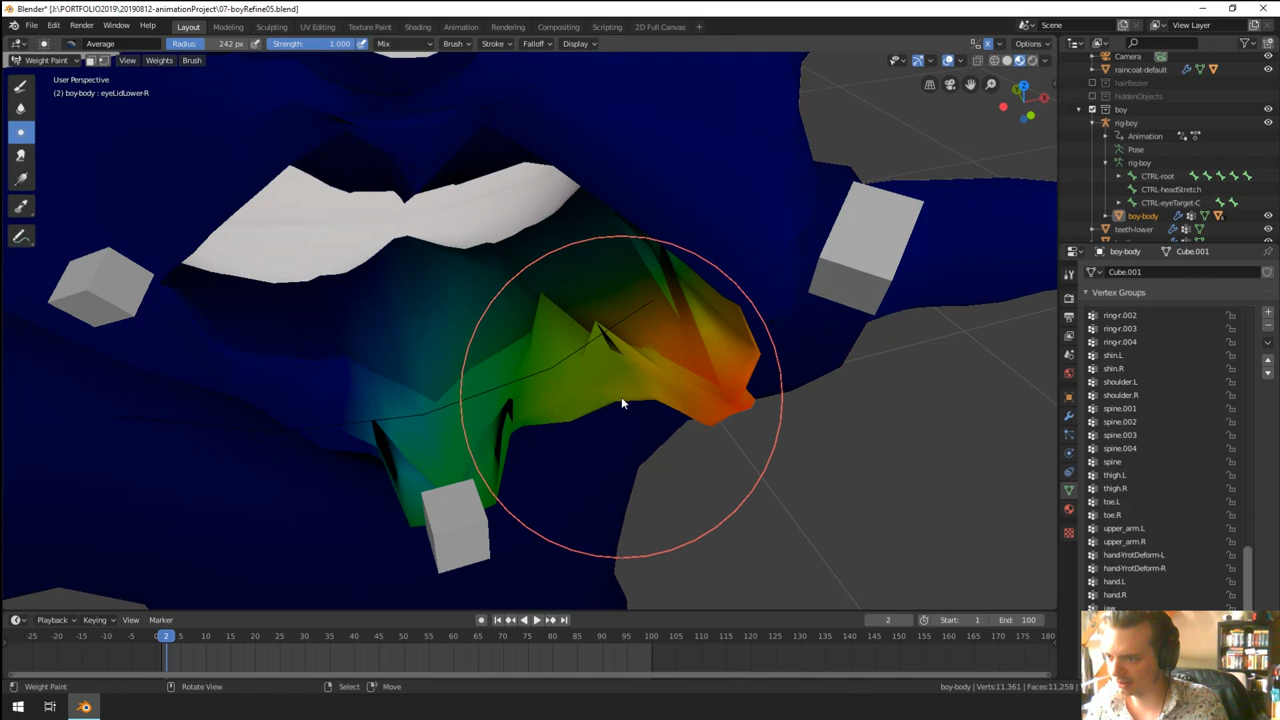 Blender* [J:\PORTFOLIO2019\20190812-animationProject\07-boyRefine05.blend]
File Edit Render Window Help Layout Modeling Sculpting UV Editing Texture Paint Shading Animation Rendering Compositing Scripting 2D Full Canvas Scene View Layer
Average Radius: 242 px Strength: 1.000 Mix Brush Stroke Falloff Display X Options
Weight Paint View Weights Brush
User Perspective
(2) boy-body : eyeLidLower-R
Camera
raincoat-default
hairBezier
hiddenObjects
boy
rig-boy
Animation
Pose
rig-boy
CTRL-root
CTRL-headStretch
CTRL-eyeTarget-C
boy-body
teeth-lower
boy-body Cube.001
Cube.001
Vertex Groups
ring-r.002
ring-r.003
ring-r.004
shin.L
shin.R
shoulder.L
shoulder.R
spine.001
spine.002
spine.003
spine.004
spine
thigh.L
thigh.R
toe.L
toe.R
upper_arm.L
upper_arm.R
hand-YrotDeform-L
hand-YrotDeform-R
hand.L
hand.R
jaw
Playback Keying View Marker 2 Start: 1 End: 100
-25 -20 -15 -10 -5 2 5 10 15 20 25 30 35 40 45 50 55 60 65 70 75 80 85 90 95 100 105 110 115 120 125 130 135 140 145 150 155 160 165 170 175 180
Weight Paint Rotate View Select Move boy-body | Verts:11,361 | Faces:11,258